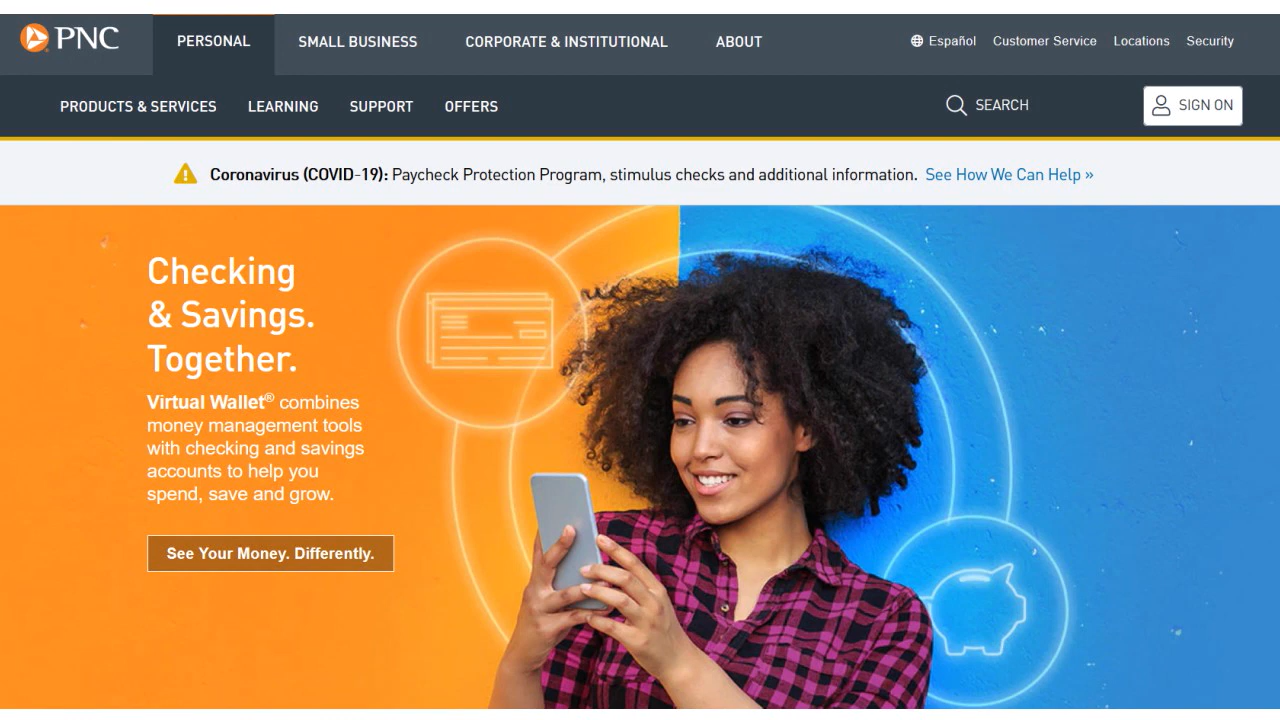 PNC PERSONAL SMALL BUSINESS CORPORATE & INSTITUTIONAL ABOUT Español Customer Service Locations Security
PRODUCTS & SERVICES LEARNING SUPPORT OFFERS SEARCH SIGN ON
Coronavirus (COVID-19): Paycheck Protection Program, stimulus checks and additional information. See How We Can Help »
Checking
& Savings.
Together.
Virtual Wallet® combines
money management tools
with checking and savings
accounts to help you
spend, save and grow.
See Your Money. Differently.